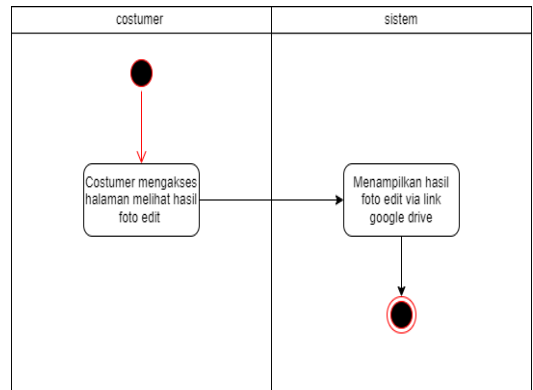 costumer
sistem
Costumer mengakses
halaman melihat hasil
foto edit
Menampilkan hasil
foto edit via link
google drive